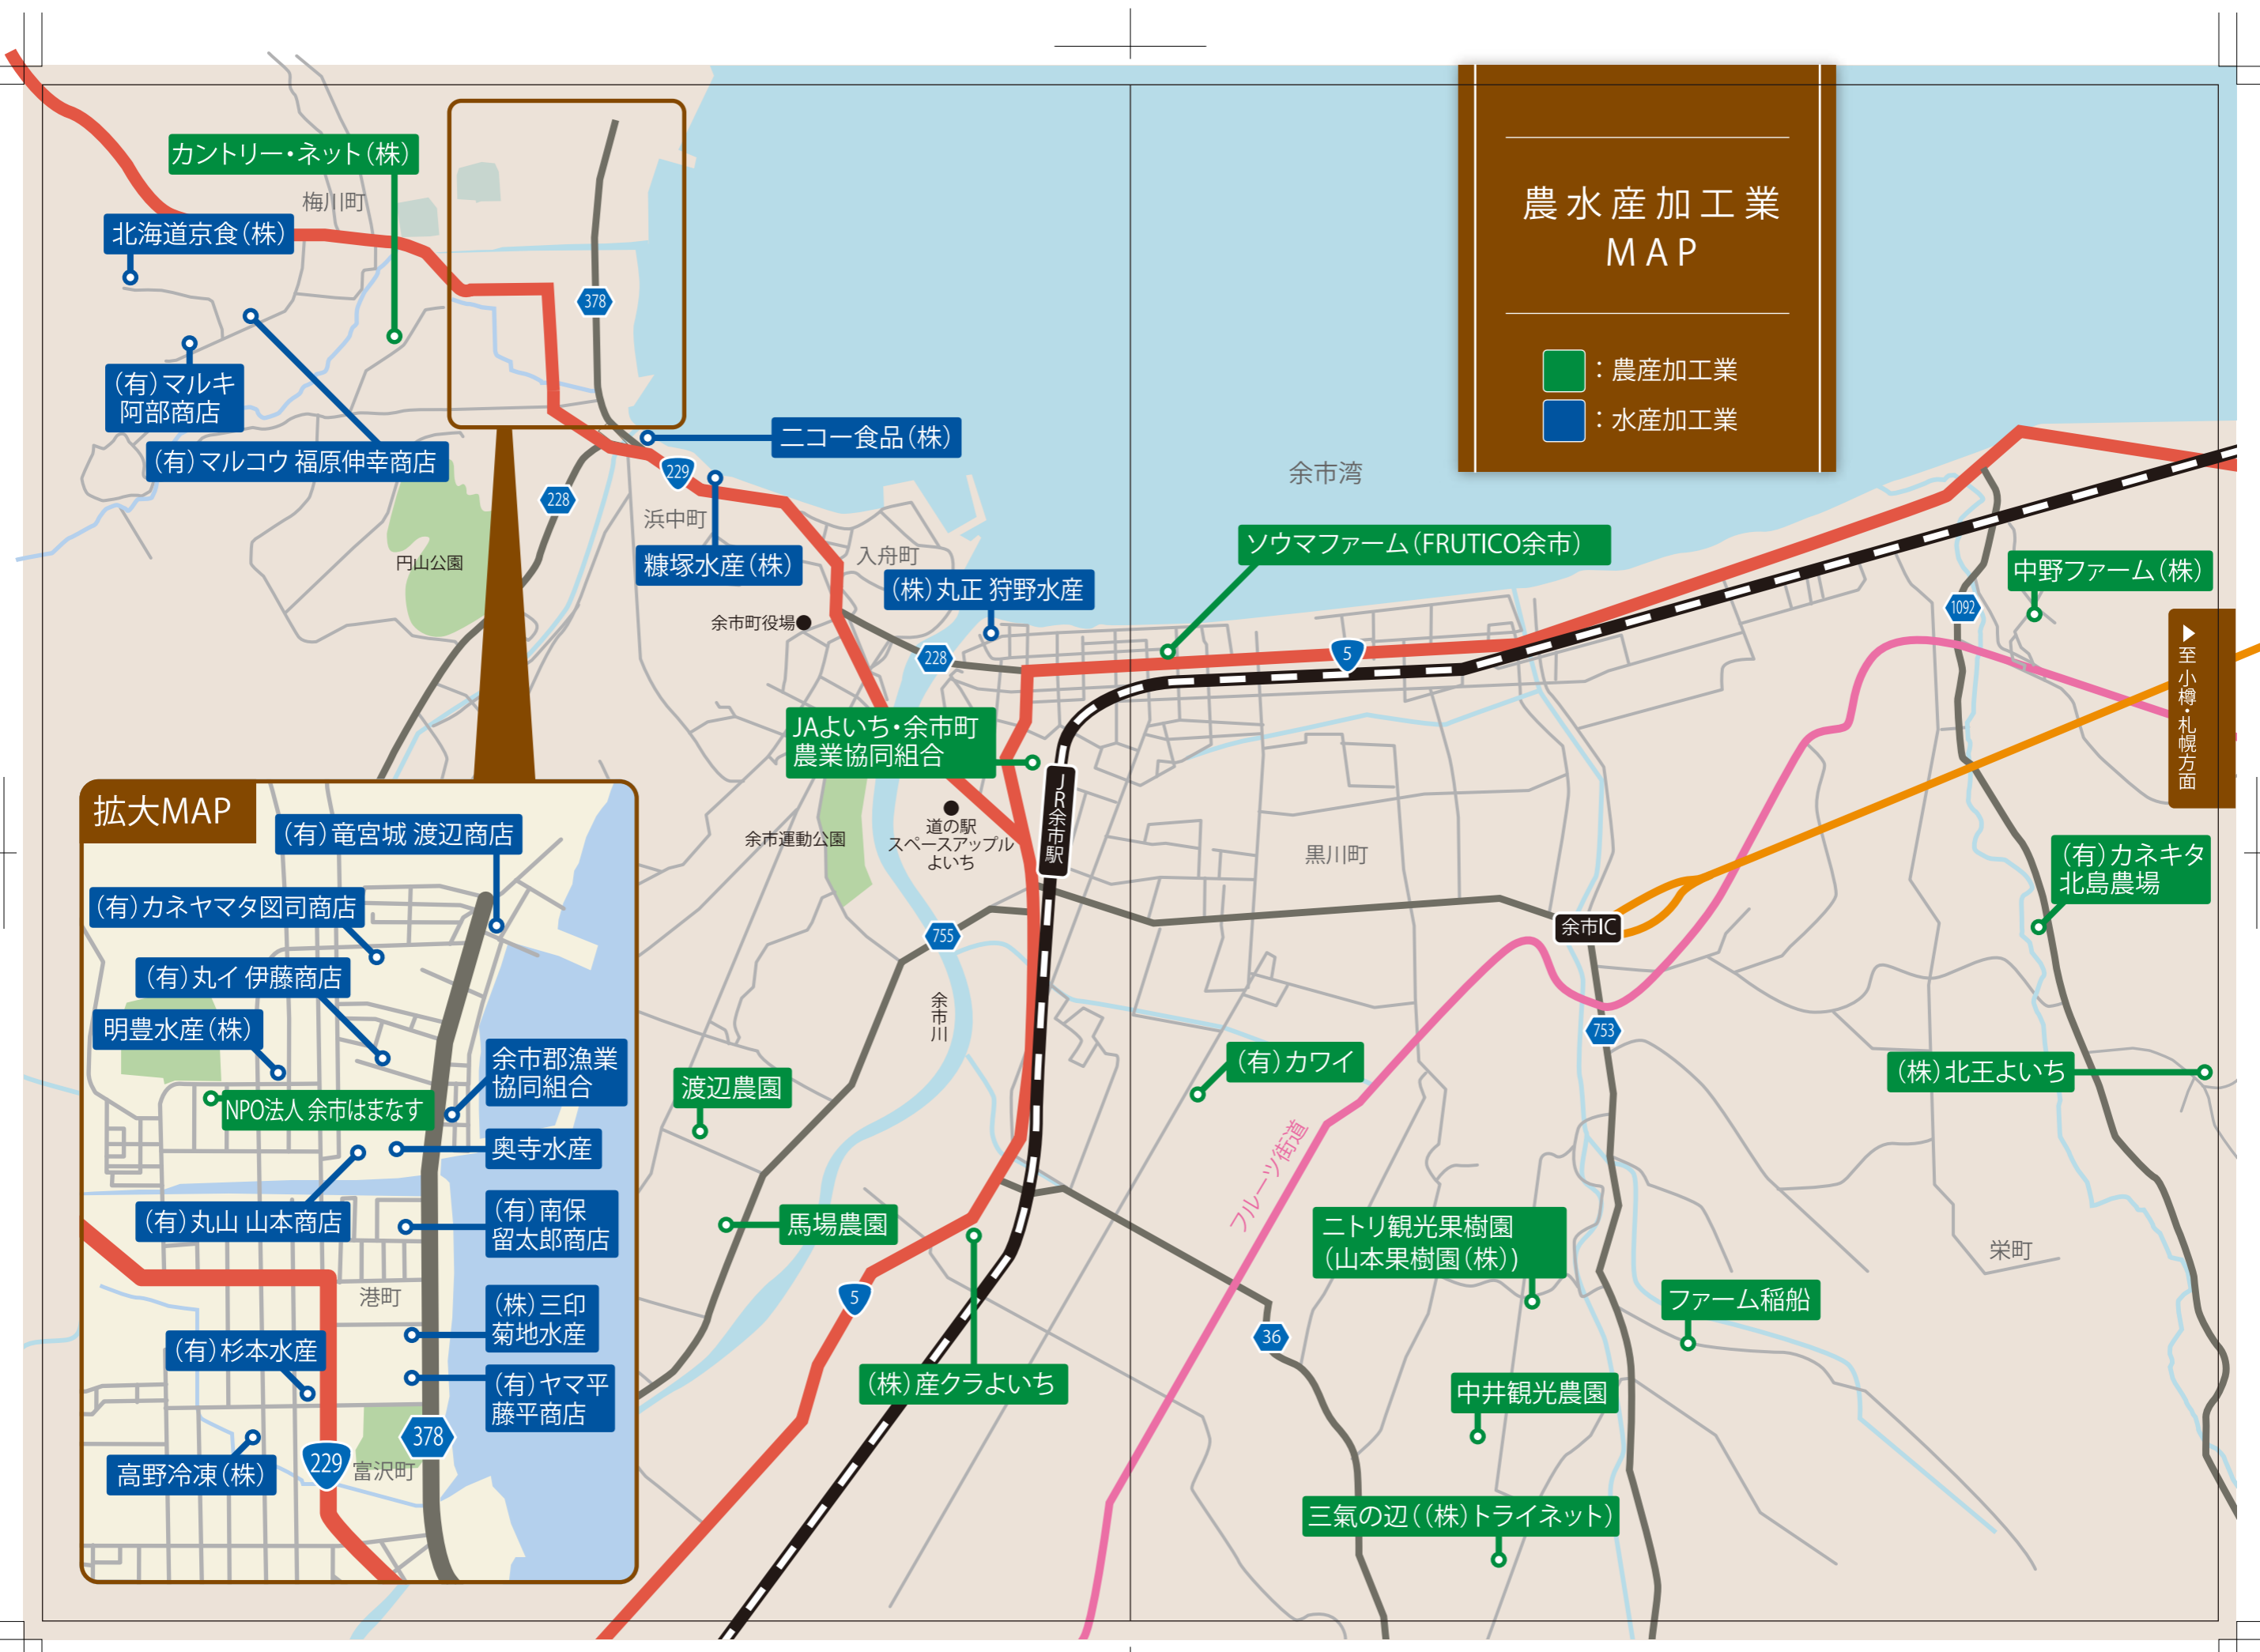 農水産加工業
MAP
：農産加工業
：水産加工業
カントリー・ネット（株）
梅川町
北海道京食（株）
378
（有）マルキ
阿部商店
（有）マルコウ 福原伸幸商店
ニコー食品（株）
229
228
浜中町
余市湾
円山公園
糠塚水産（株）
入舟町
（株）丸正 狩野水産
ソウマファーム（FRUTICO余市）
中野ファーム（株）
1092
余市町役場
228
5
▶至 小樽・札幌方面
JAよいち・余市町
農業協同組合
JR余市駅
道の駅
スペースアップル
よいち
余市運動公園
黒川町
（有）カネキタ
北島農場
余市IC
755
余市川
753
渡辺農園
（有）カワイ
（株）北王よいち
フルーツ街道
馬場農園
ニトリ観光果樹園
（山本果樹園（株））
栄町
5
36
ファーム稲船
（株）産クラよいち
中井観光農園
三氣の辺（（株）トライネット）
拡大MAP
（有）竜宮城 渡辺商店
（有）カネヤマタ図司商店
（有）丸イ 伊藤商店
明豊水産（株）
余市郡漁業
協同組合
NPO法人 余市はまなす
奥寺水産
（有）丸山 山本商店
（有）南保
留太郎商店
港町
（株）三印
菊地水産
（有）杉本水産
（有）ヤマ平
藤平商店
378
229
富沢町
高野冷凍（株）